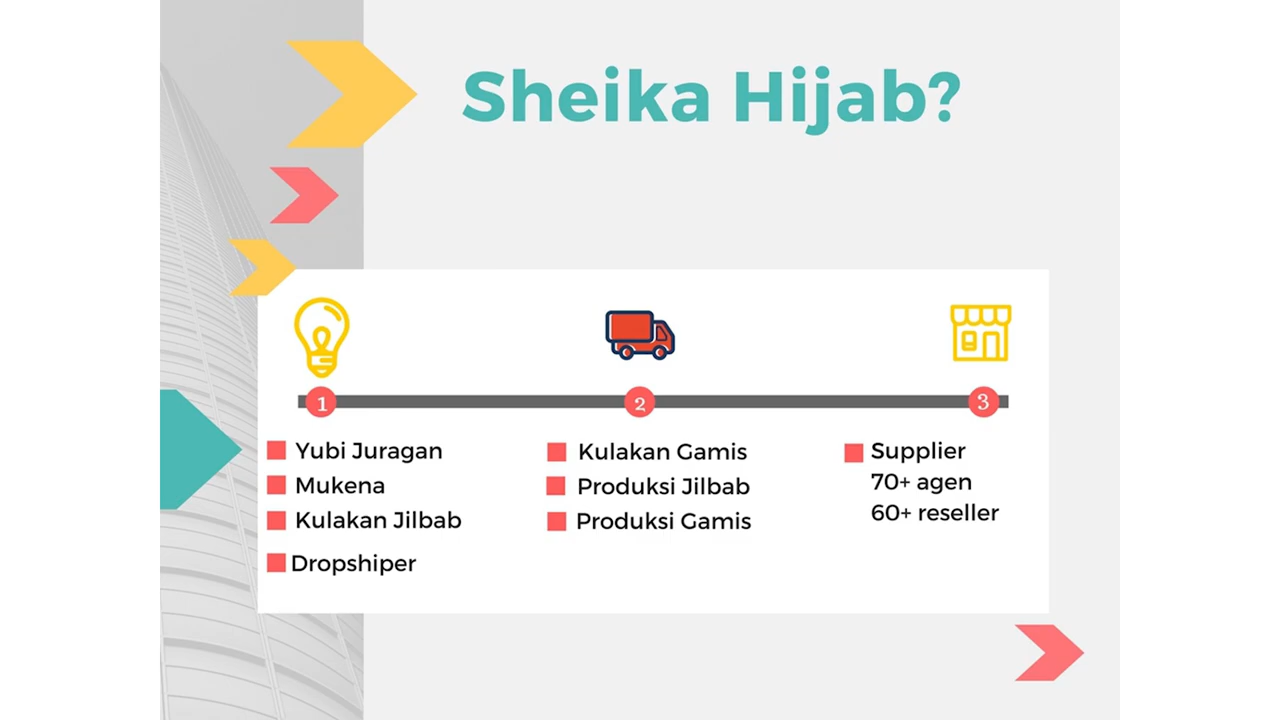 Sheika Hijab?
1
2
3
Yubi Juragan
Mukena
Kulakan Jilbab
Dropshiper
Kulakan Gamis
Produksi Jilbab
Produksi Gamis
Supplier
70+ agen
60+ reseller